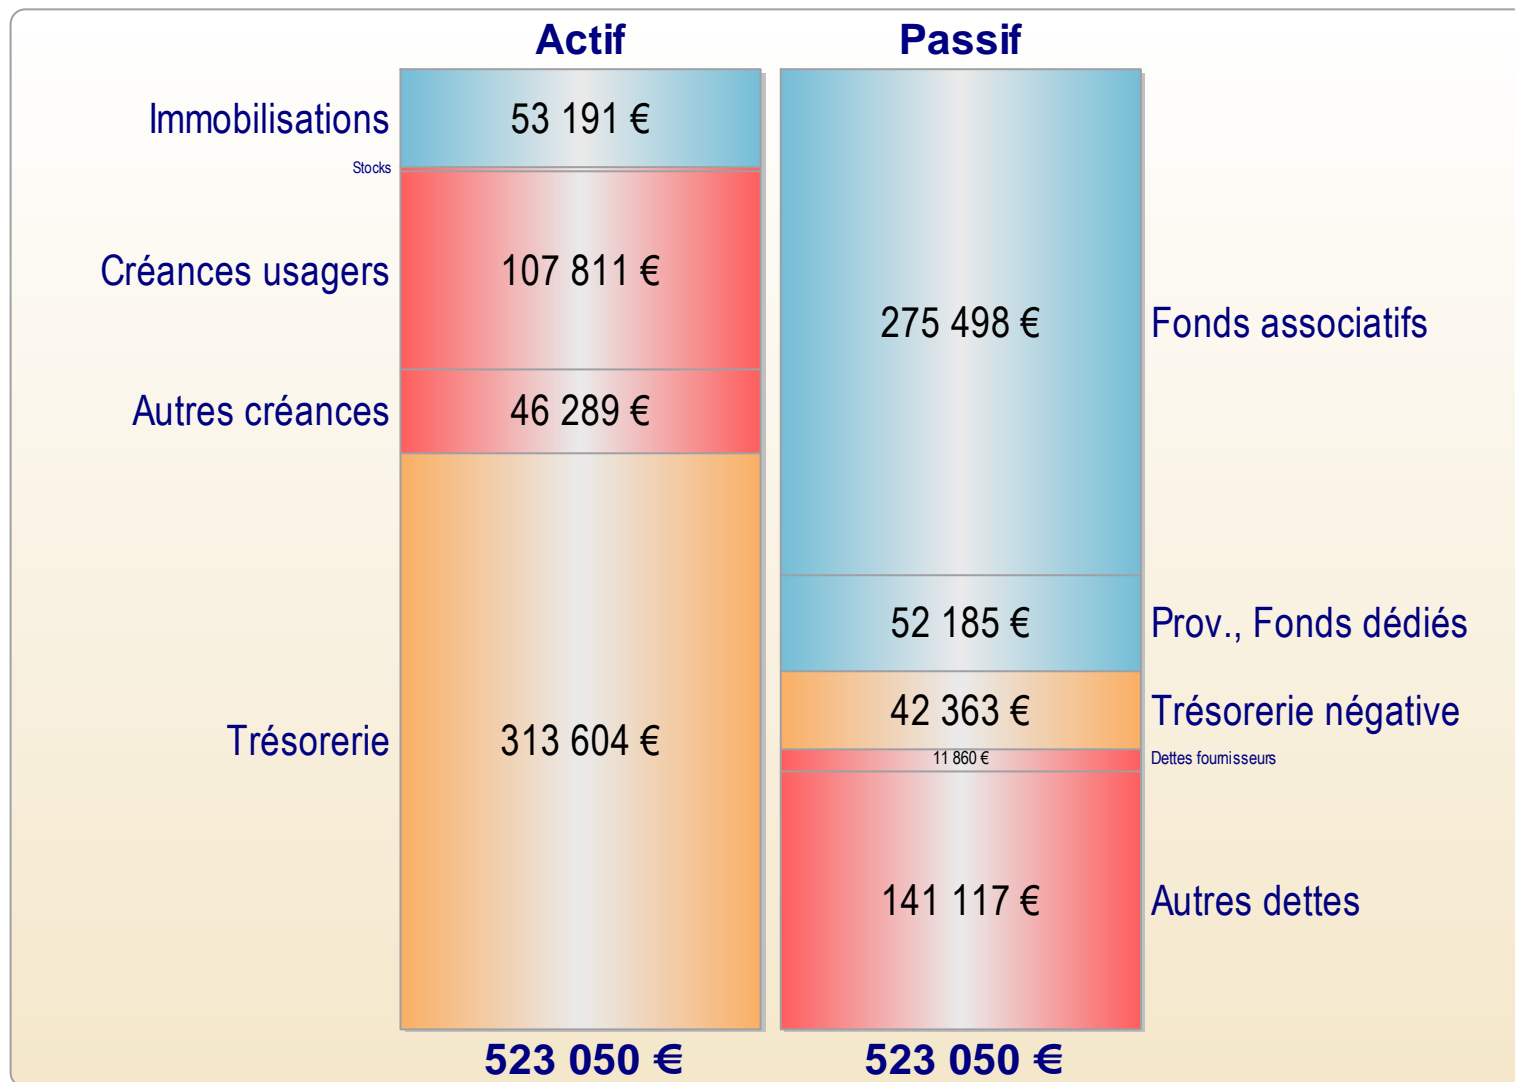 Actif
Passif
Immobilisations
53 191 €
Stocks
Créances usagers
107 811 €
275 498 €
Fonds associatifs
Autres créances
46 289 €
52 185 €
Prov., Fonds dédiés
42 363 €
Trésorerie négative
Trésorerie
313 604 €
11 860 €
Dettes fournisseurs
141 117 €
Autres dettes
523 050 €
523 050 €